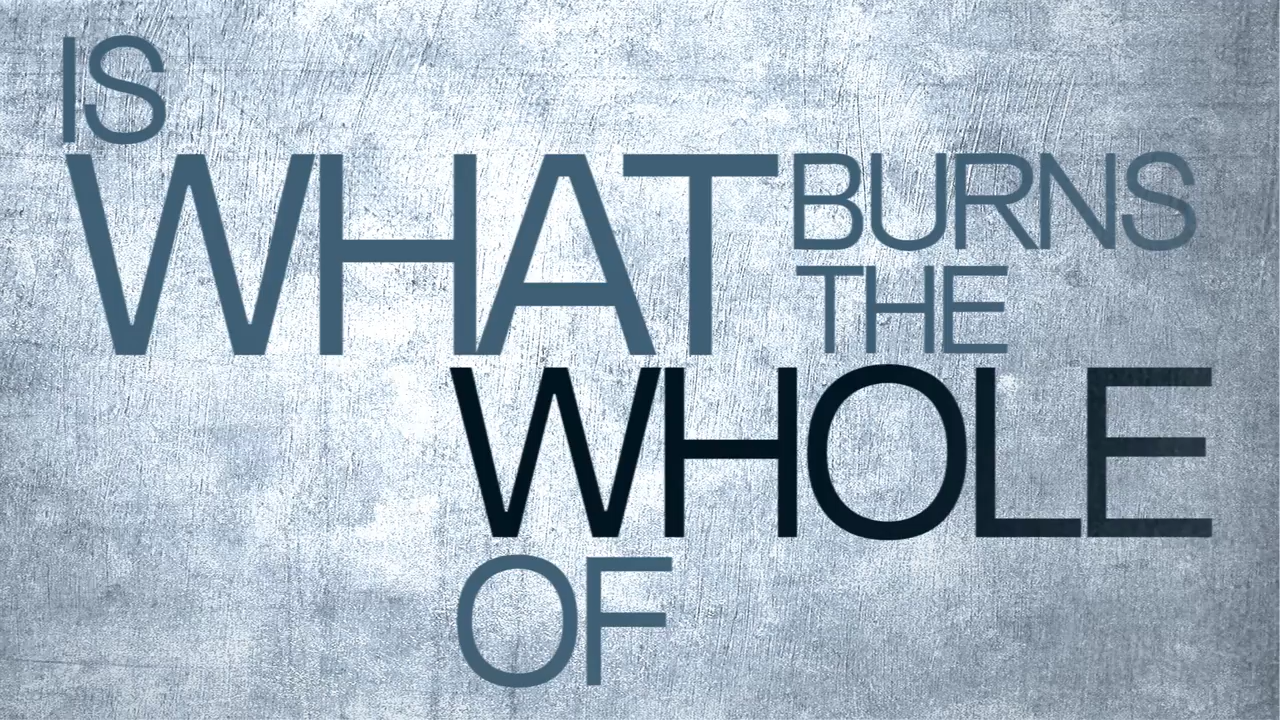 IS
WHAT BURNS
THE
WHOLE
OF